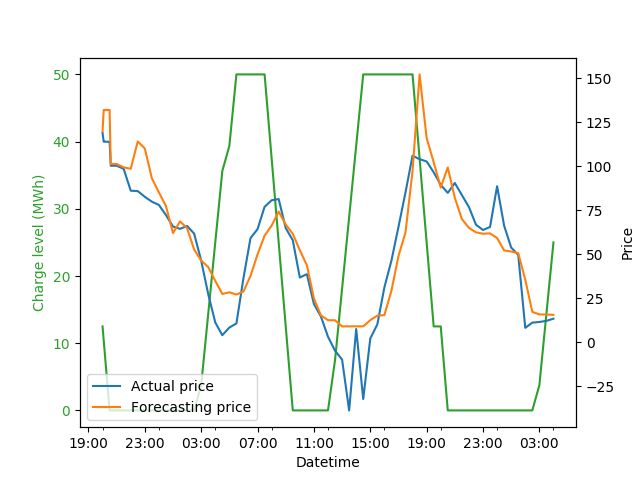 50
40
30
20
10
0
Charge level (MWh)
150
125
100
75
50
25
0
−25
Price
Actual price
Forecasting price
19:00 23:00 03:00 07:00 11:00 15:00 19:00 23:00 03:00
Datetime